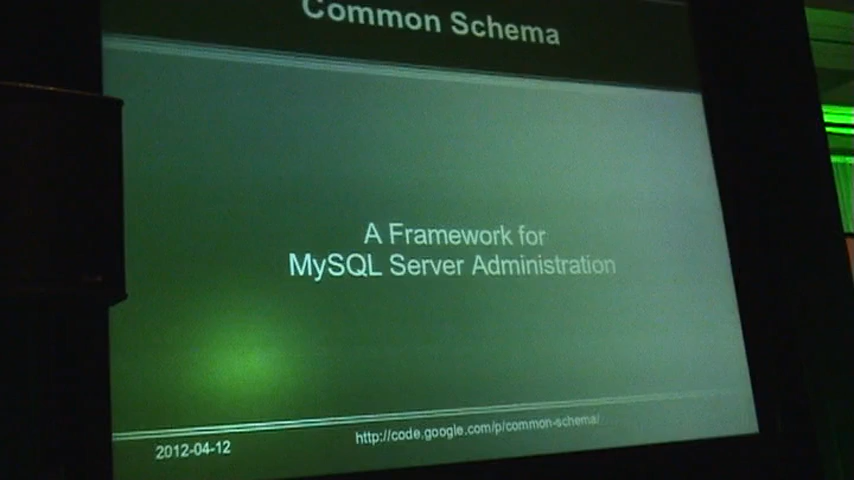 Common Schema
A Framework for
MySQL Server Administration
2012-04-12
http://code.google.com/p/common-schema/